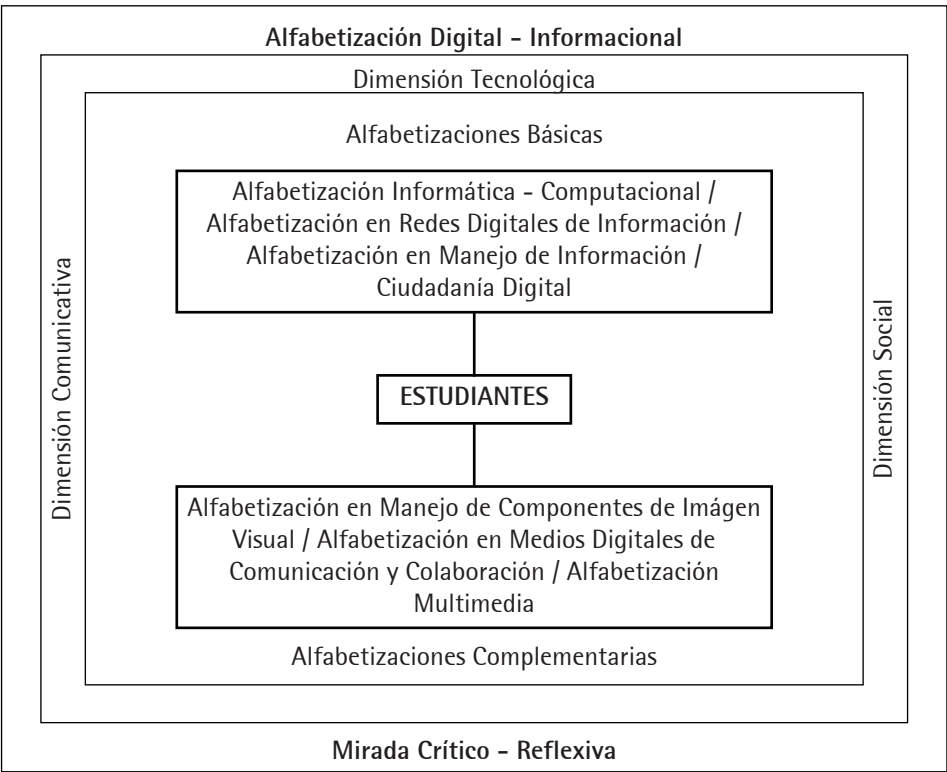 Alfabetización Digital - Informacional
Dimensión Tecnológica
Alfabetizaciones Básicas
Alfabetización Informática - Computacional /
Alfabetización en Redes Digitales de Información /
Alfabetización en Manejo de Información /
Ciudadanía Digital
Dimensión Comunicativa
ESTUDIANTES
Dimensión Social
Alfabetización en Manejo de Componentes de Imágen
Visual / Alfabetización en Medios Digitales de
Comunicación y Colaboración / Alfabetización
Multimedia
Alfabetizaciones Complementarias
Mirada Crítico - Reflexiva